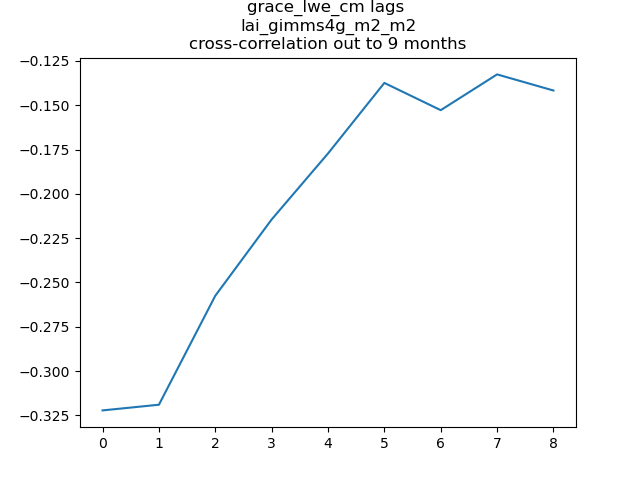 grace_lwe_cm lags
lai_gimms4g_m2_m2
cross-correlation out to 9 months
−0.125
−0.150
−0.175
−0.200
−0.225
−0.250
−0.275
−0.300
−0.325
0 1 2 3 4 5 6 7 8